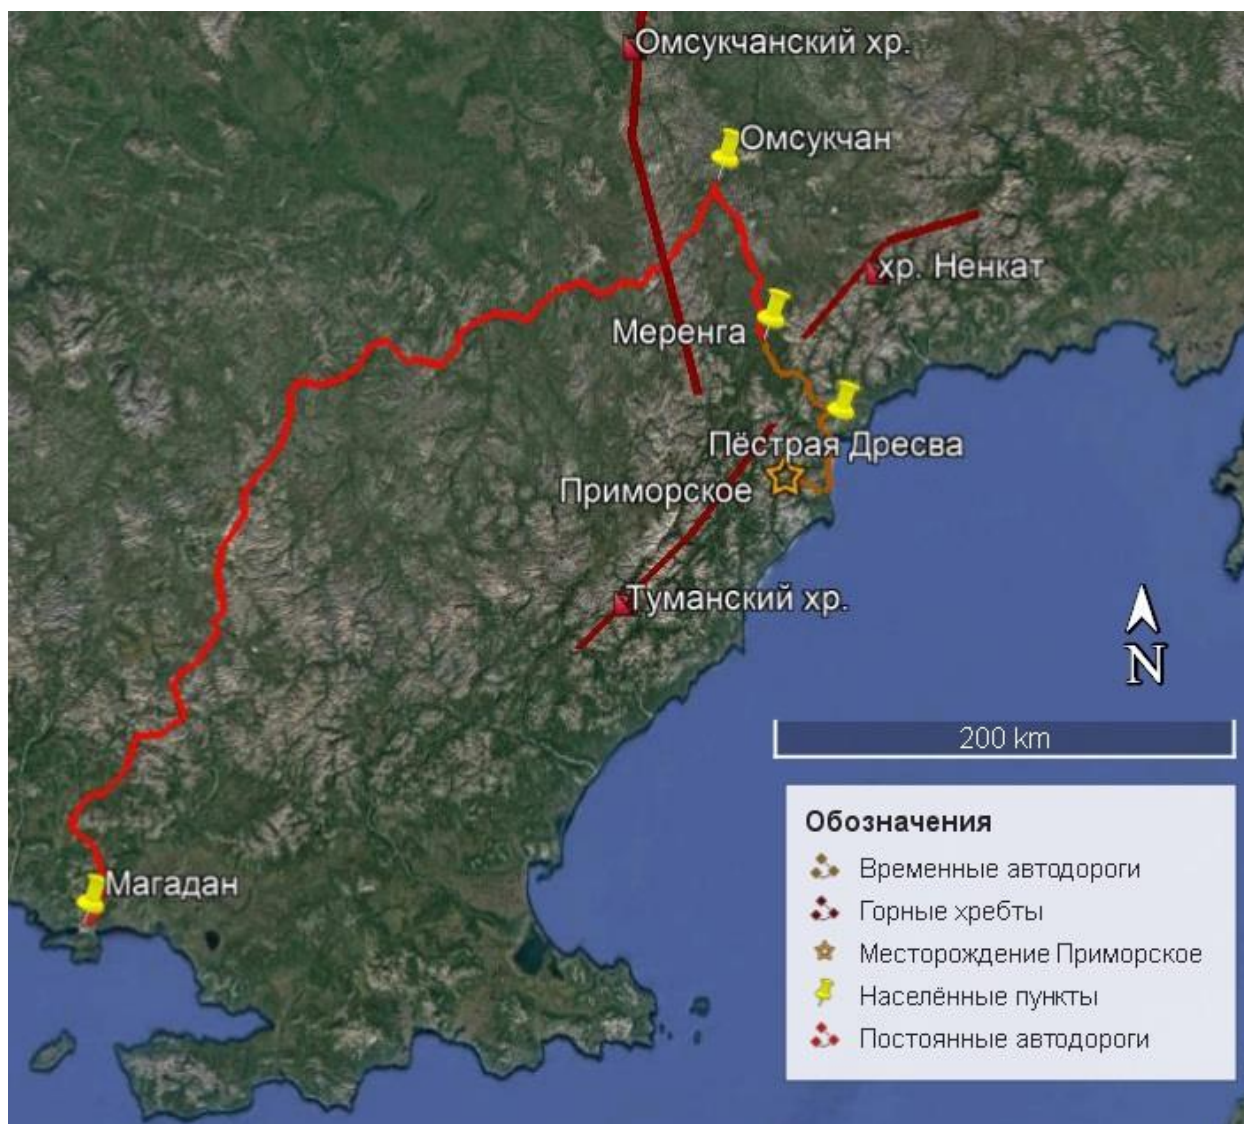 Омсукчанский хр.
Омсукчан
хр. Ненкат
Меренга
Пёстрая Дресва
Приморское
Туманский хр.
N
200 km
Магадан
Обозначения
Временные автодороги
Горные хребты
Месторождение Приморское
Населённые пункты
Постоянные автодороги